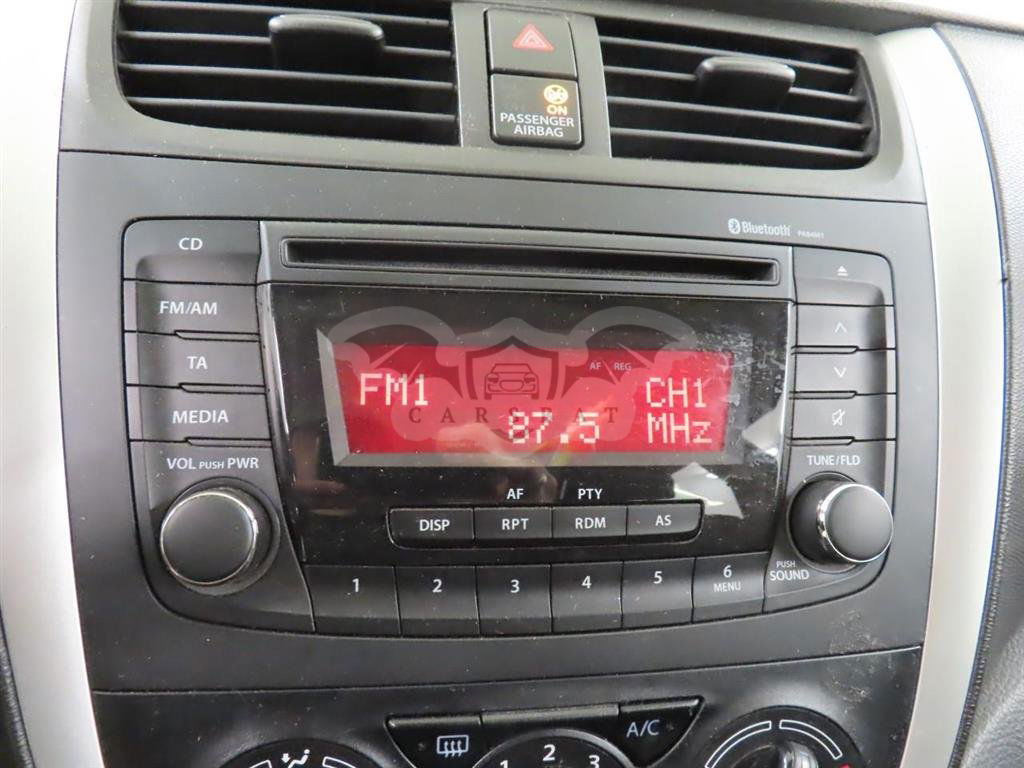 ON
PASSENGER
AIRBAG
Bluetooth
CD
FM/AM
TA
MEDIA
VOL PUSH PWR
AF REG
FM1 CH1
CARSEAT
87.5 MHz
TUNE/FLD
AF PTY
DISP RPT RDM AS
PUSH
SOUND
1 2 3 4 5 6
MENU
A/C
1 2 3